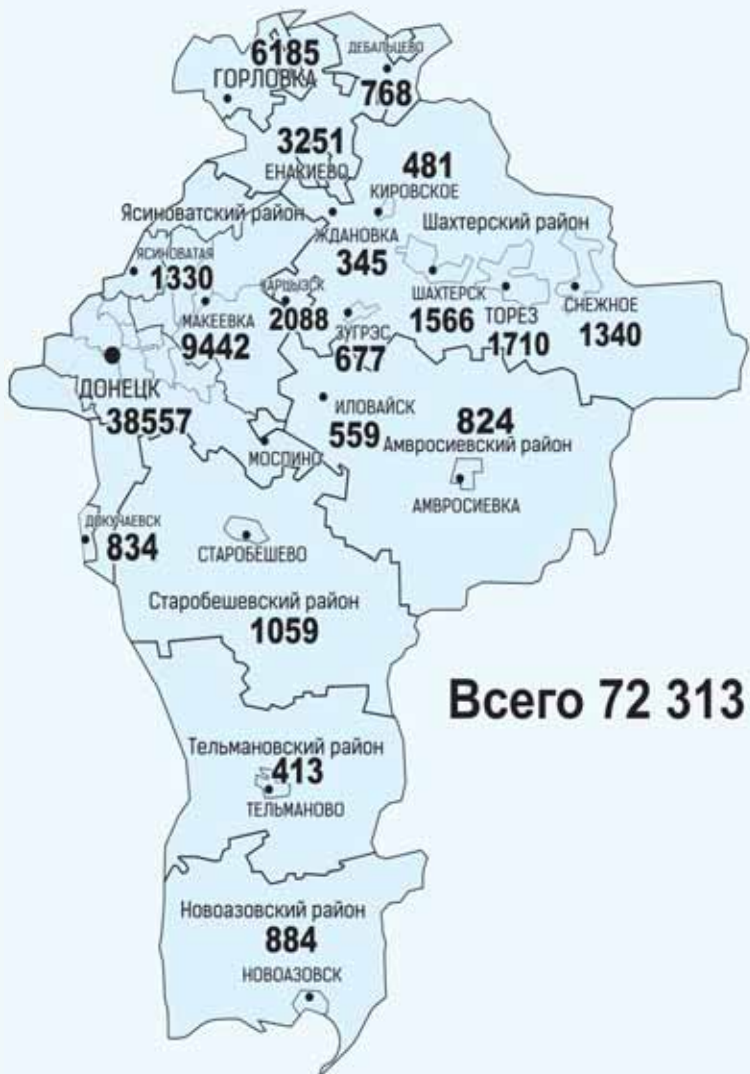 6185
ГОРЛОВКА
ДЕБАЛЬЦЕВО
768
3251
ЕНАКИЕВО
481
КИРОВСКОЕ
Ясиноватский район
ЖДАНОВКА
345
Шахтерский район
ЯСИНОВАТАЯ
1330
МАКЕЕВКА
9442
ХАРЦЫЗСК
2088
ЗУГРЭС
677
ШАХТЕРСК
1566
ТОРЕЗ
1710
СНЕЖНОЕ
1340
ДОНЕЦК
38557
МОСПИНО
ИЛОВАЙСК
559
824
Амвросиевский район
АМВРОСИЕВКА
ДОКУЧАЕВСК
834
СТАРОБЕШЕВО
Старобешевский район
1059
Всего 72 313
Тельмановский район
413
ТЕЛЬМАНОВО
Новоазовский район
884
НОВОАЗОВСК